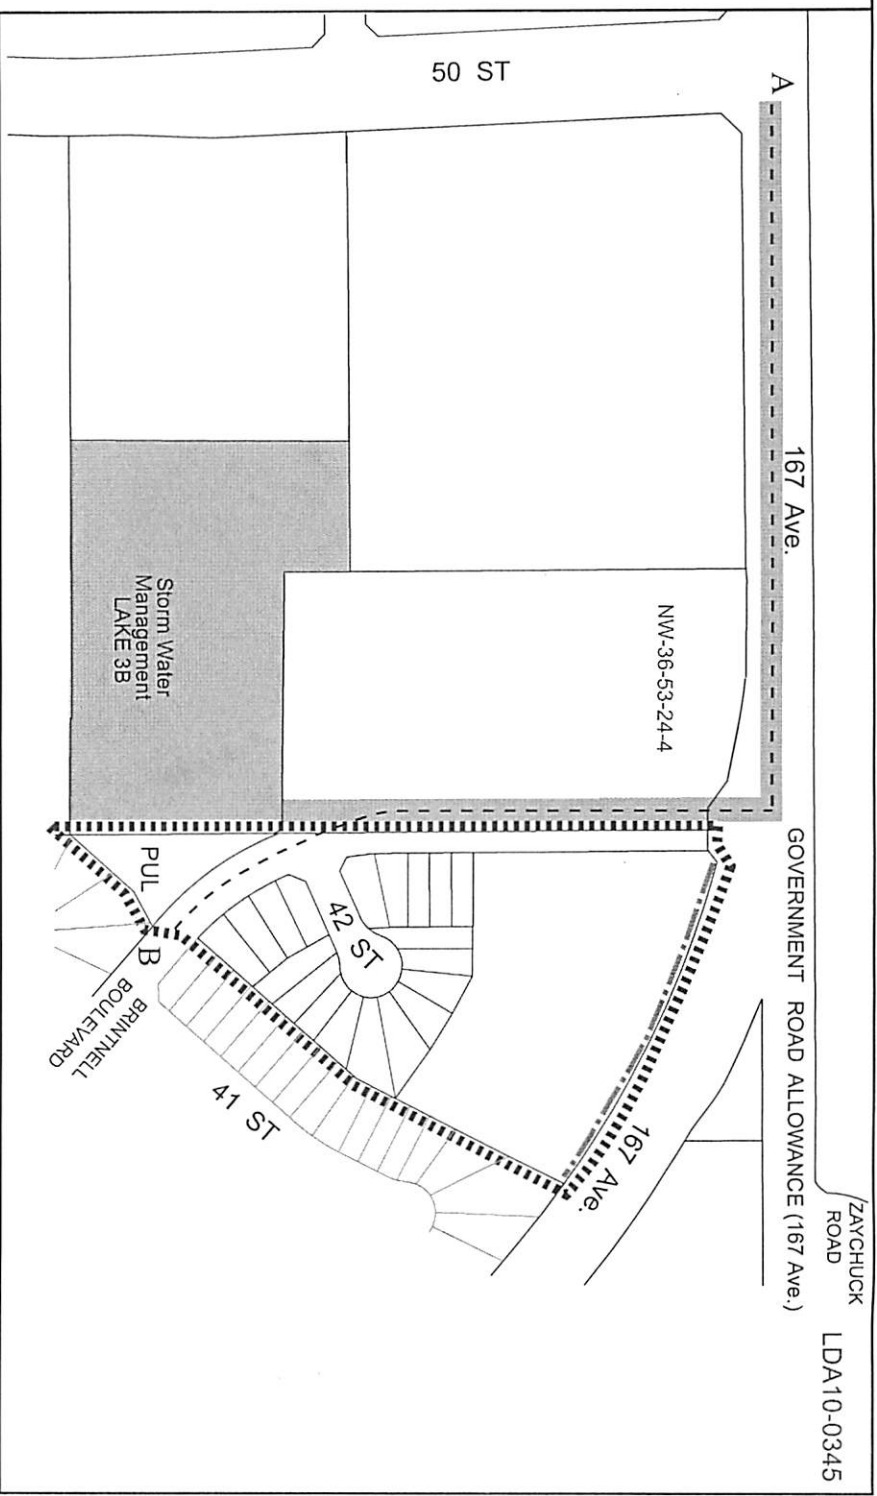 ZAYCHUCK
ROAD
LDA10-0345
A
167 Ave.
GOVERNMENT ROAD ALLOWANCE (167 Ave.)
50 ST
NW-36-53-24-4
167 Ave.
42 ST
41 ST
Storm Water
Management
LAKE 3B
PUL
B
BRINTNELL
BOULEVARD